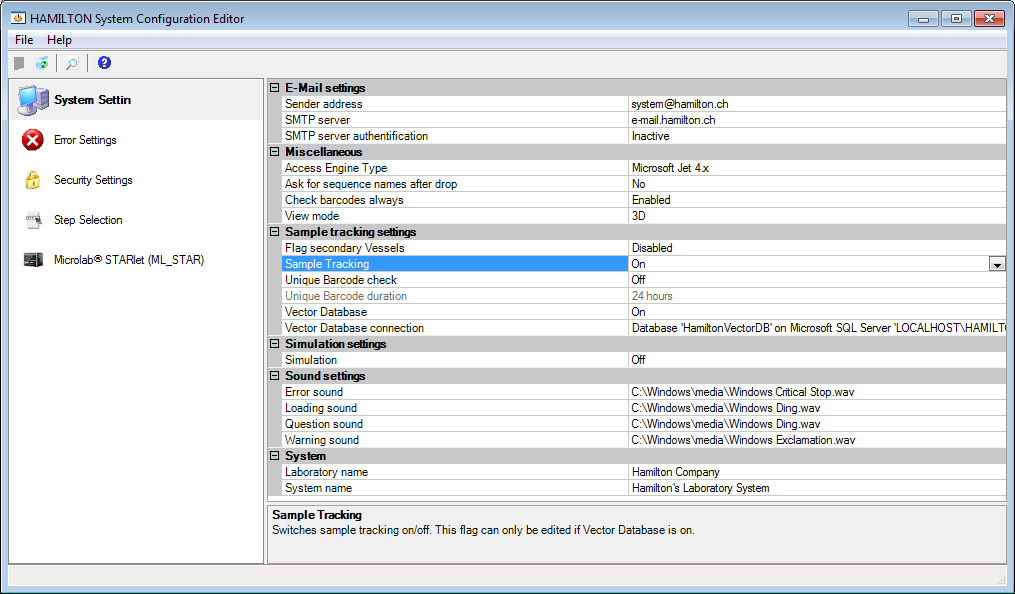 HAMILTON System Configuration Editor
File Help
System Settin
Error Settings
Security Settings
Step Selection
Microlab® STARlet (ML_STAR)
E-Mail settings
Sender address system@hamilton.ch
SMTP server e-mail.hamilton.ch
SMTP server authentification Inactive
Miscellaneous
Access Engine Type Microsoft Jet 4.x
Ask for sequence names after drop No
Check barcodes always Enabled
View mode 3D
Sample tracking settings
Flag secondary Vessels Disabled
Sample Tracking On
Unique Barcode check Off
Unique Barcode duration 24 hours
Vector Database On
Vector Database connection Database 'HamiltonVectorDB' on Microsoft SQL Server 'LOCALHOST\HAMILT
Simulation settings
Simulation Off
Sound settings
Error sound C:\Windows\media\Windows Critical Stop.wav
Loading sound C:\Windows\media\Windows Ding.wav
Question sound C:\Windows\media\Windows Ding.wav
Warning sound C:\Windows\media\Windows Exclamation.wav
System
Laboratory name Hamilton Company
System name Hamilton's Laboratory System
Sample Tracking
Switches sample tracking on/off. This flag can only be edited if Vector Database is on.